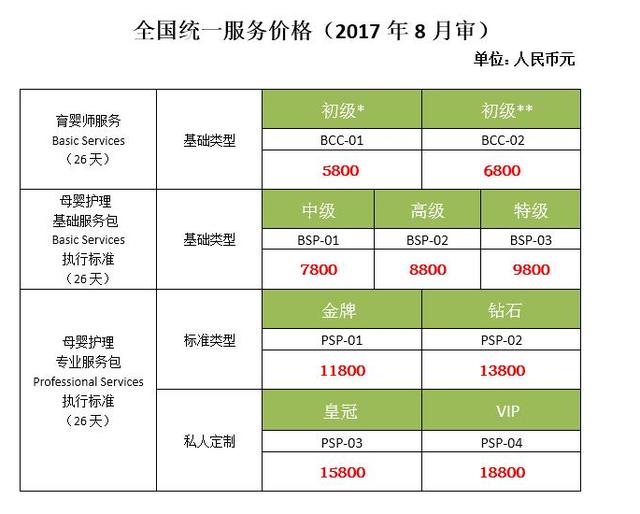 全国统一服务价格（2017 年 8 月审）
单位：人民币元
育婴师服务
Basic Services
（26 天）
基础类型
初级*
初级**
BCC-01
BCC-02
5800
6800
母婴护理
基础服务包
Basic Services
执行标准
（26 天）
基础类型
中级
高级
特级
BSP-01
BSP-02
BSP-03
7800
8800
9800
母婴护理
专业服务包
Professional Services
执行标准
（26 天）
标准类型
金牌
钻石
PSP-01
PSP-02
11800
13800
私人定制
皇冠
VIP
PSP-03
PSP-04
15800
18800